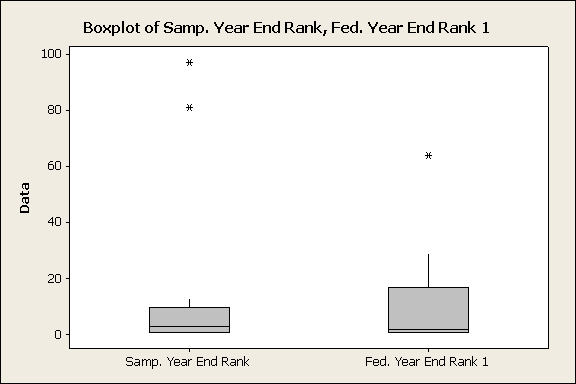 Boxplot of Samp. Year End Rank, Fed. Year End Rank 1
100
80
60
40
20
0
Data
Samp. Year End Rank
Fed. Year End Rank 1